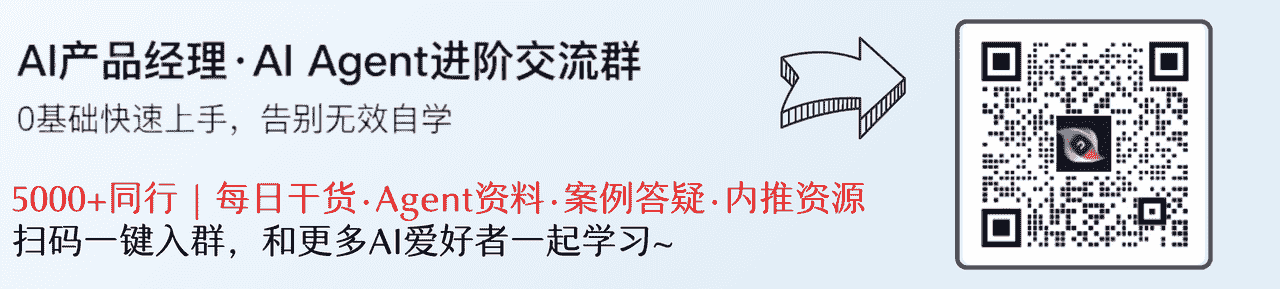 AI产品经理·AI Agent进阶交流群
0基础快速上手，告别无效自学
5000+同行 | 每日干货·Agent资料·案例答疑·内推资源
扫码一键入群，和更多AI爱好者一起学习~